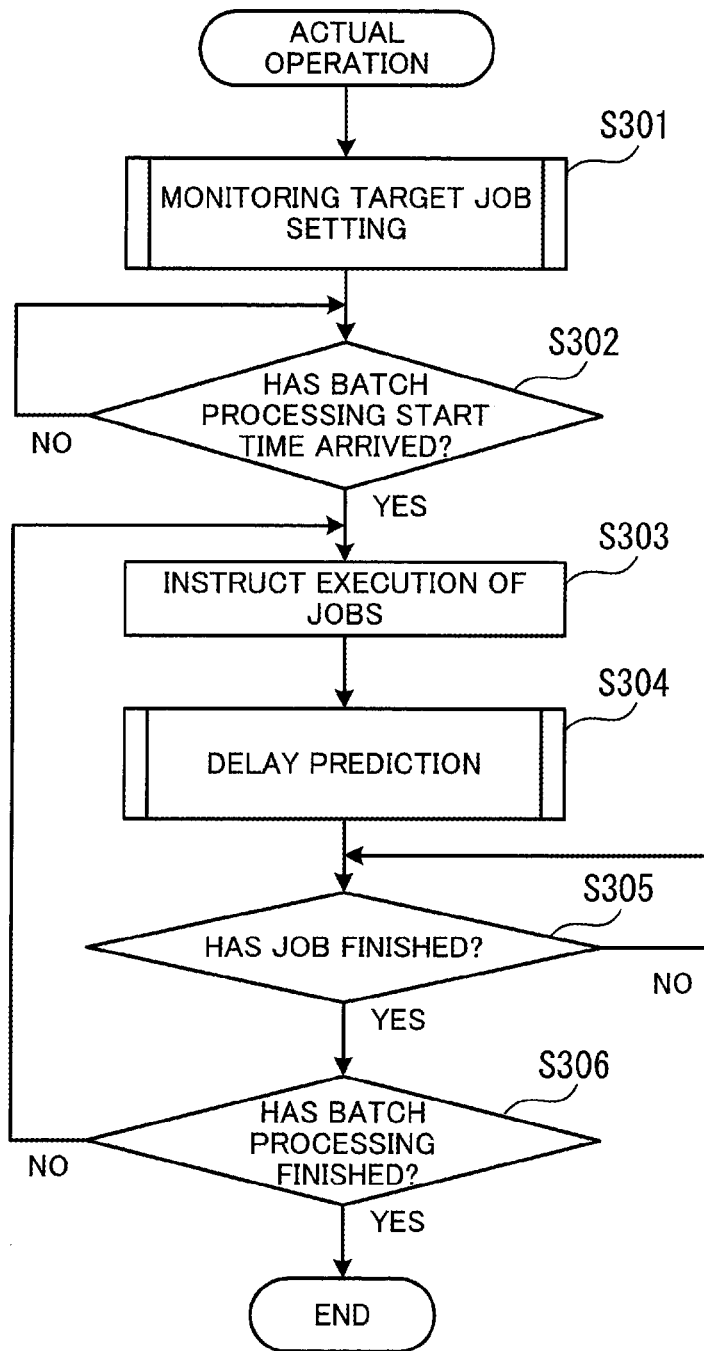 ACTUAL
OPERATION
S301
MONITORING TARGET JOB
SETTING
S302
HAS BATCH
PROCESSING START
TIME ARRIVED?
NO
YES
S303
INSTRUCT EXECUTION OF
JOBS
S304
DELAY PREDICTION
S305
HAS JOB FINISHED?
NO
YES
S306
HAS BATCH
PROCESSING
FINISHED?
NO
YES
END